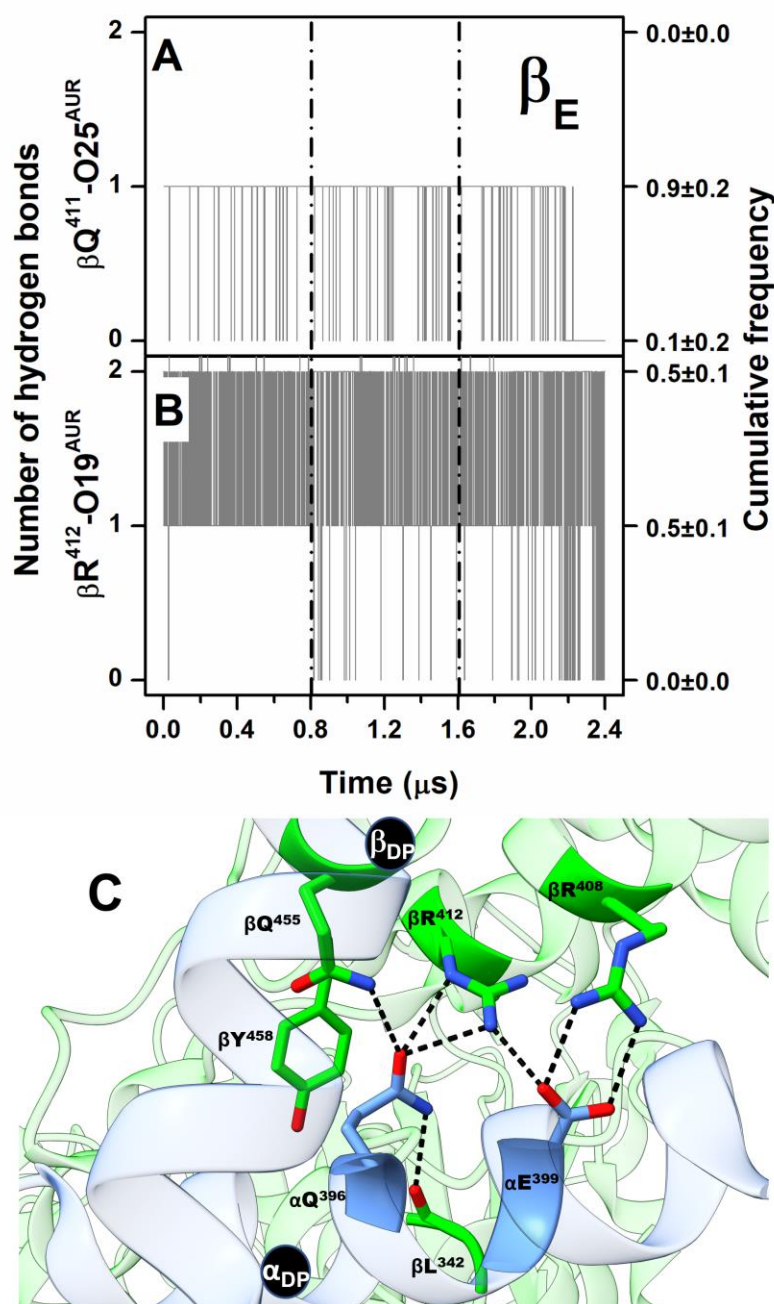 A
β_E
Number of hydrogen bonds
βQ⁴¹¹-O25ᴬᵁᴿ
βR⁴¹²-O19ᴬᵁᴿ
2
1
0
0.0±0.0
0.9±0.2
0.1±0.2
Cumulative frequency
B
2
1
0
0.5±0.1
0.5±0.1
0.0±0.0
0.0 0.4 0.8 1.2 1.6 2.0 2.4
Time (μs)
C
β_DP
βQ⁴⁵⁵
βR⁴¹²
βR⁴⁰⁸
βY⁴⁵⁸
αQ³⁹⁶
αE³⁹⁹
βL³⁴²
α_DP